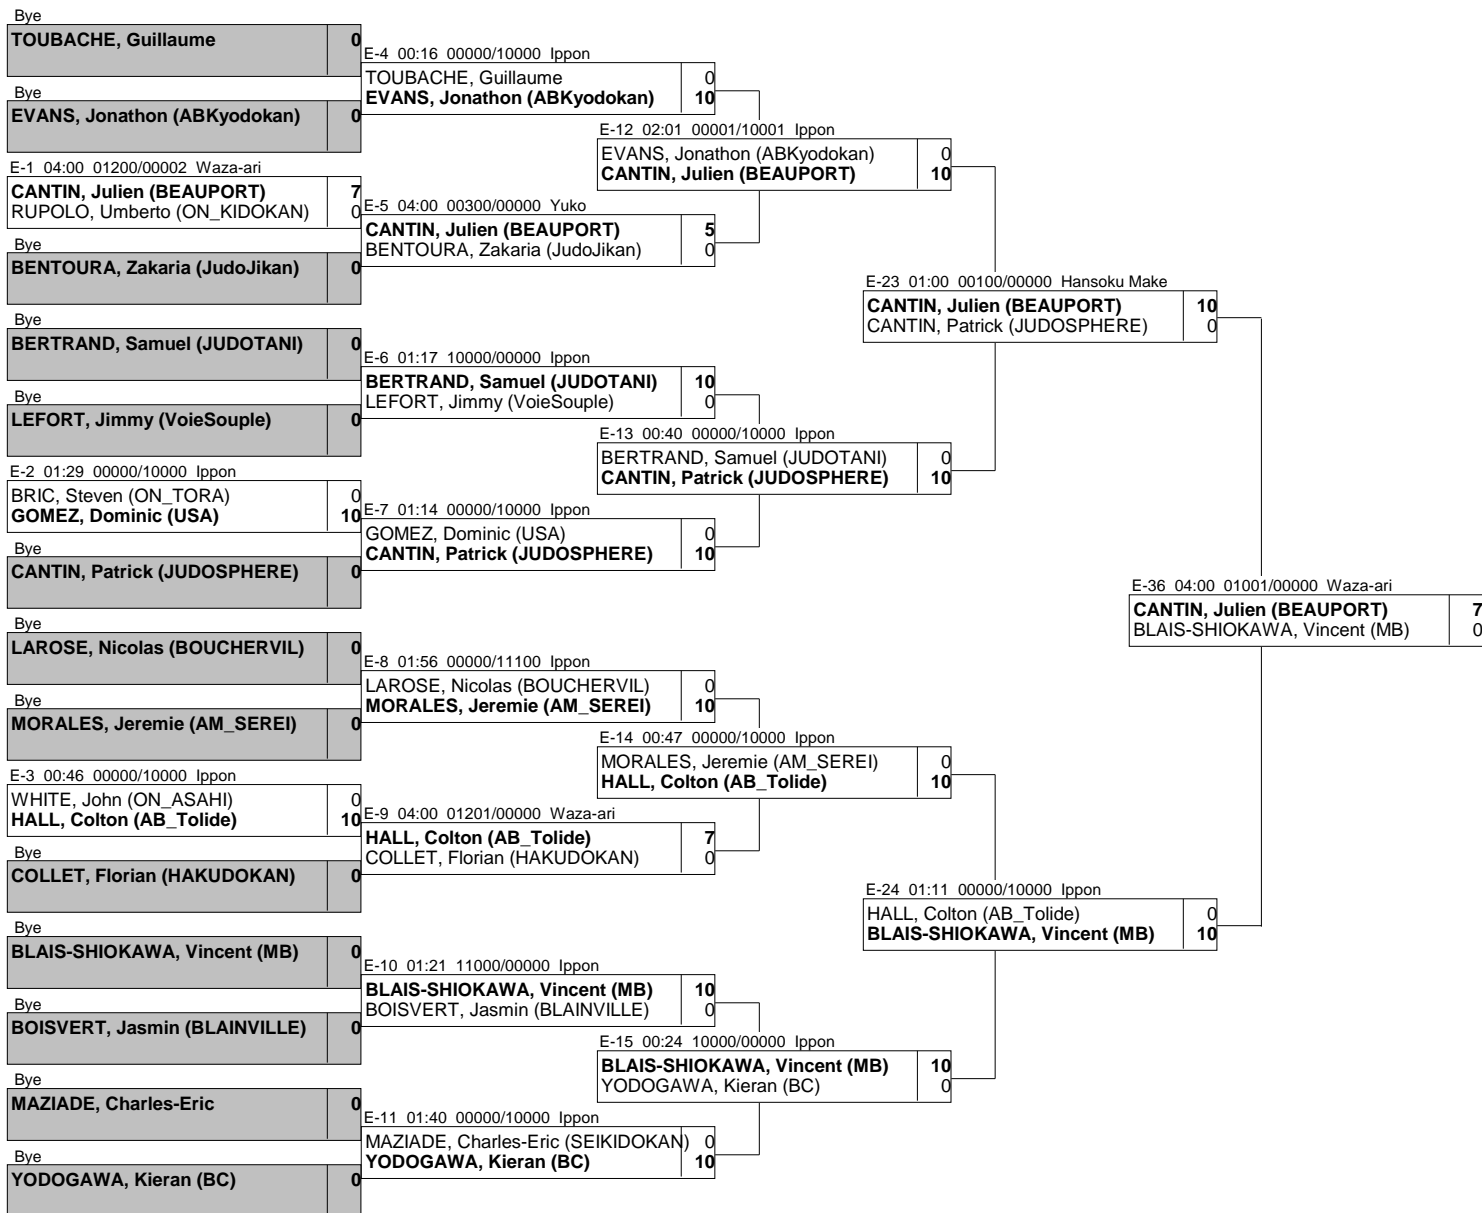 Bye
TOUBACHE, Guillaume 0
Bye
EVANS, Jonathon (ABKyodokan) 0
E-1 04:00 01200/00002 Waza-ari
CANTIN, Julien (BEAUPORT) 7
RUPOLO, Umberto (ON_KIDOKAN) 0
Bye
BENTOURA, Zakaria (JudoJikan) 0
Bye
BERTRAND, Samuel (JUDOTANI) 0
Bye
LEFORT, Jimmy (VoieSouple) 0
E-2 01:29 00000/10000 Ippon
BRIC, Steven (ON_TORA) 0
GOMEZ, Dominic (USA) 10
Bye
CANTIN, Patrick (JUDOSPHERE) 0
Bye
LAROSE, Nicolas (BOUCHERVIL) 0
Bye
MORALES, Jeremie (AM_SEREI) 0
E-3 00:46 00000/10000 Ippon
WHITE, John (ON_ASAHI) 0
HALL, Colton (AB_Tolide) 10
Bye
COLLET, Florian (HAKUDOKAN) 0
Bye
BLAIS-SHIOKAWA, Vincent (MB) 0
Bye
BOISVERT, Jasmin (BLAINVILLE) 0
Bye
MAZIADE, Charles-Eric 0
Bye
YODOGAWA, Kieran (BC) 0
E-4 00:16 00000/10000 Ippon
TOUBACHE, Guillaume 0
EVANS, Jonathon (ABKyodokan) 10
E-5 04:00 00300/00000 Yuko
CANTIN, Julien (BEAUPORT) 5
BENTOURA, Zakaria (JudoJikan) 0
E-6 01:17 10000/00000 Ippon
BERTRAND, Samuel (JUDOTANI) 10
LEFORT, Jimmy (VoieSouple) 0
E-7 01:14 00000/10000 Ippon
GOMEZ, Dominic (USA) 0
CANTIN, Patrick (JUDOSPHERE) 10
E-8 01:56 00000/11100 Ippon
LAROSE, Nicolas (BOUCHERVIL) 0
MORALES, Jeremie (AM_SEREI) 10
E-9 04:00 01201/00000 Waza-ari
HALL, Colton (AB_Tolide) 7
COLLET, Florian (HAKUDOKAN) 0
E-10 01:21 11000/00000 Ippon
BLAIS-SHIOKAWA, Vincent (MB) 10
BOISVERT, Jasmin (BLAINVILLE) 0
E-11 01:40 00000/10000 Ippon
MAZIADE, Charles-Eric (SEIKIDOKAN) 0
YODOGAWA, Kieran (BC) 10
E-12 02:01 00001/10001 Ippon
EVANS, Jonathon (ABKyodokan) 0
CANTIN, Julien (BEAUPORT) 10
E-13 00:40 00000/10000 Ippon
BERTRAND, Samuel (JUDOTANI) 0
CANTIN, Patrick (JUDOSPHERE) 10
E-14 00:47 00000/10000 Ippon
MORALES, Jeremie (AM_SEREI) 0
HALL, Colton (AB_Tolide) 10
E-15 00:24 10000/00000 Ippon
BLAIS-SHIOKAWA, Vincent (MB) 10
YODOGAWA, Kieran (BC) 0
E-23 01:00 00100/00000 Hansoku Make
CANTIN, Julien (BEAUPORT) 10
CANTIN, Patrick (JUDOSPHERE) 0
E-24 01:11 00000/10000 Ippon
HALL, Colton (AB_Tolide) 0
BLAIS-SHIOKAWA, Vincent (MB) 10
E-36 04:00 01001/00000 Waza-ari
CANTIN, Julien (BEAUPORT) 7
BLAIS-SHIOKAWA, Vincent (MB) 0